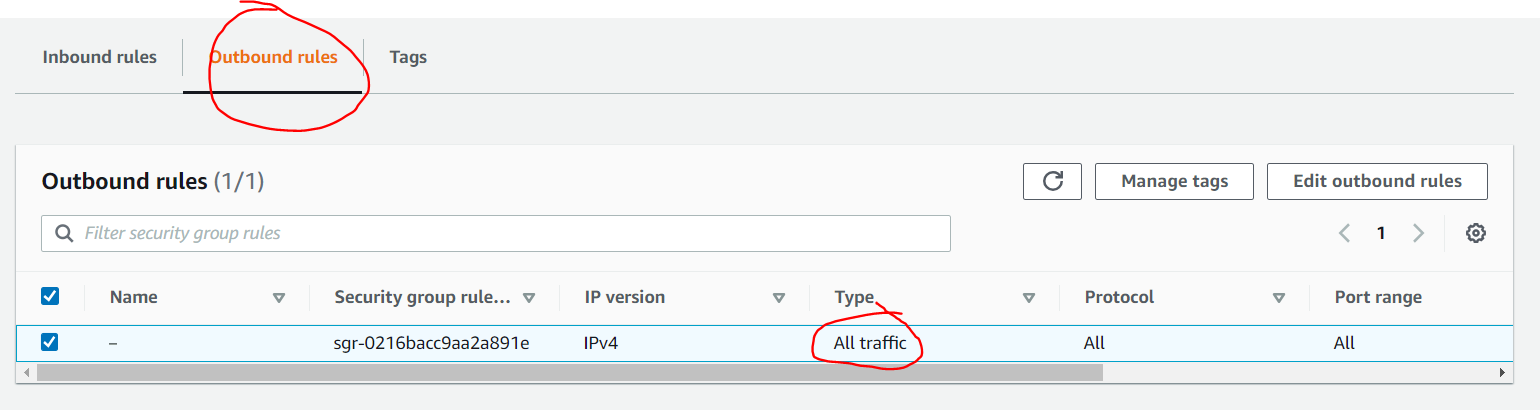 Inbound rules Outbound rules Tags
Outbound rules (1/1) Manage tags Edit outbound rules
Filter security group rules 1
Name Security group rule... IP version Type Protocol Port range
– sgr-0216bacc9aa2a891e IPv4 All traffic All All